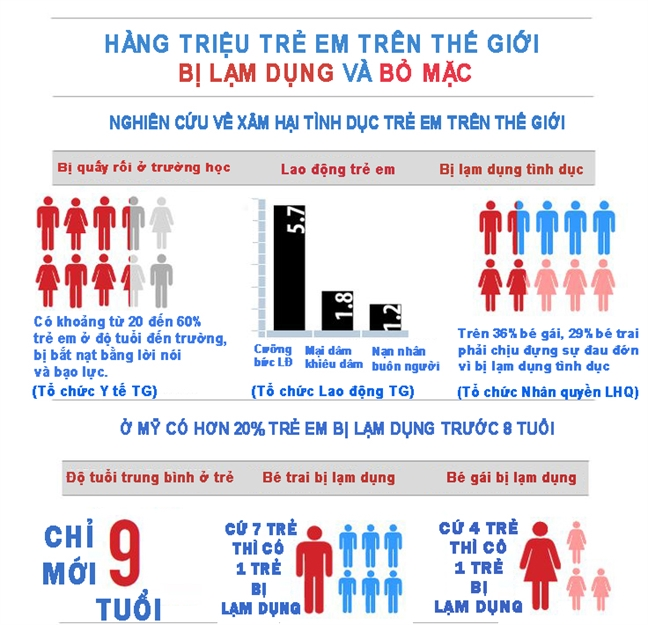 HÀNG TRIỆU TRẺ EM TRÊN THẾ GIỚI
BỊ LẠM DỤNG VÀ BỎ MẶC
NGHIÊN CỨU VỀ XÂM HẠI TÌNH DỤC TRẺ EM TRÊN THẾ GIỚI
Bị quấy rối ở trường học
Có khoảng từ 20 đến 60%
trẻ em ở độ tuổi đến trường,
bị bắt nạt bằng lời nói
và bạo lực.
(Tổ chức Y tế TG)
Lao động trẻ em
5.7
1.8
1.2
Cưỡng
bức LĐ
Mại dâm
khiêu dâm
Nạn nhân
buôn người
(Tổ chức Lao động TG)
Bị lạm dụng tình dục
Trên 36% bé gái, 29% bé trai
phải chịu đựng sự đau đớn
vì bị lạm dụng tình dục
(Tổ chức Nhân quyền LHQ)
Ở MỸ CÓ HƠN 20% TRẺ EM BỊ LẠM DỤNG TRƯỚC 8 TUỔI
Độ tuổi trung bình ở trẻ
CHỈ
MỚI
9
TUỔI
Bé trai bị lạm dụng
CỨ 7 TRẺ
THÌ CÓ
1 TRẺ
BỊ
LẠM DỤNG
Bé gái bị lạm dụng
CỨ 4 TRẺ
THÌ CÓ
1 TRẺ
BỊ
LẠM DỤNG